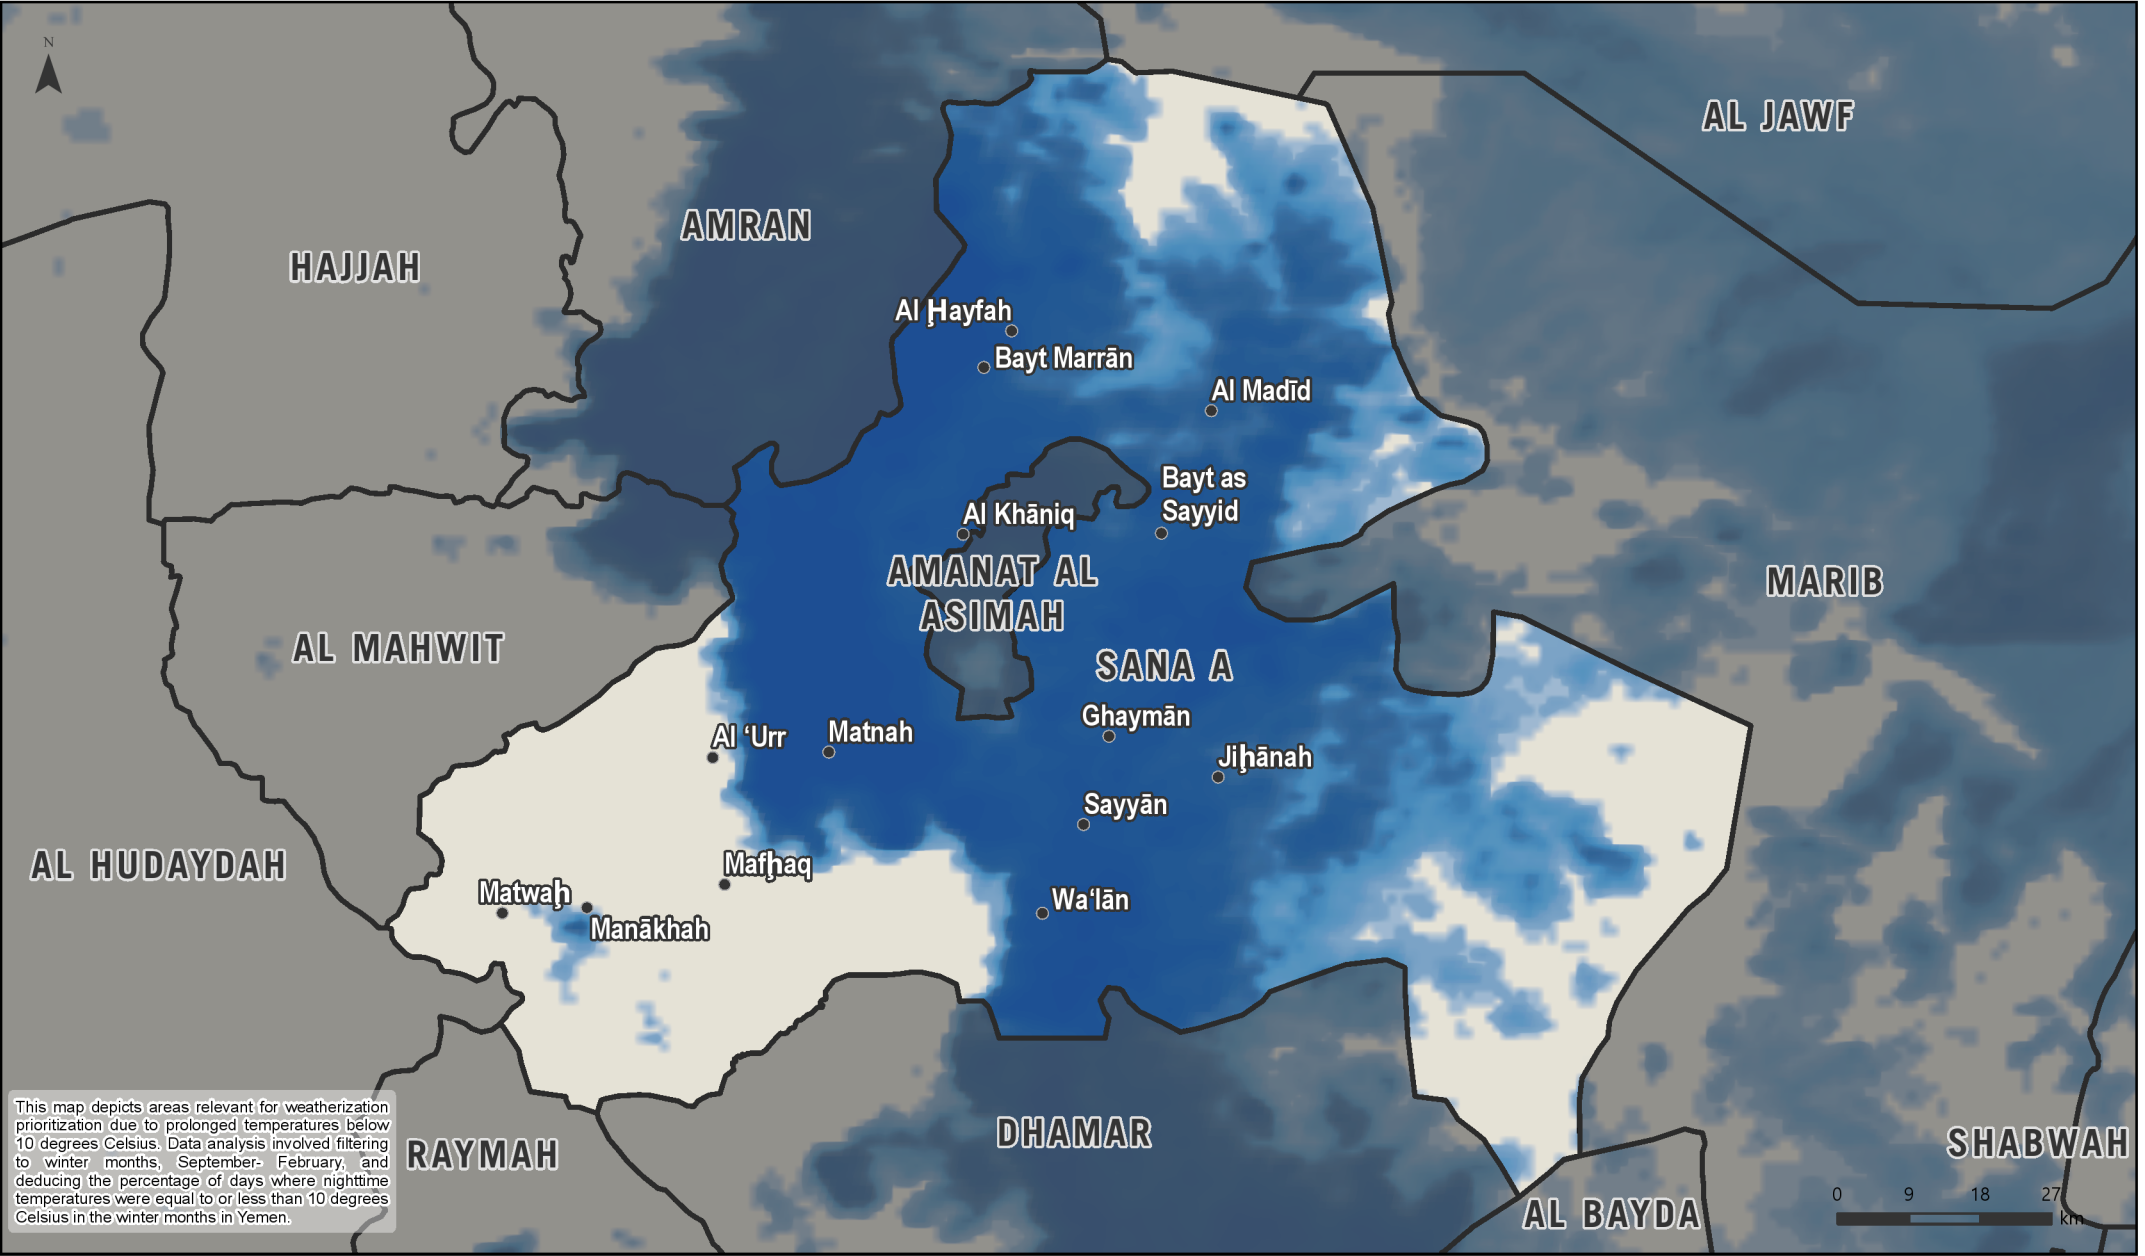 N
AL JAWF
AMRAN
HAJJAH
Al Ḩayfah
Bayt Marrān
Al Madīd
Bayt as
Sayyid
Al Khāniq
AMANAT AL
ASIMAH
MARIB
AL MAHWIT
SANA A
Ghaymān
Al ‘Urr
Matnah
Jiḩānah
Sayyān
AL HUDAYDAH
Mafḩaq
Matwaḩ
Manākhah
Wa‘lān
This map depicts areas relevant for weatherization
prioritization due to prolonged temperatures below
10 degrees Celsius. Data analysis involved filtering
to winter months, September- February, and
deducing the percentage of days where nighttime
temperatures were equal to or less than 10 degrees
Celsius in the winter months in Yemen.
RAYMAH
DHAMAR
SHABWAH
AL BAYDA
0 9 18 27
km